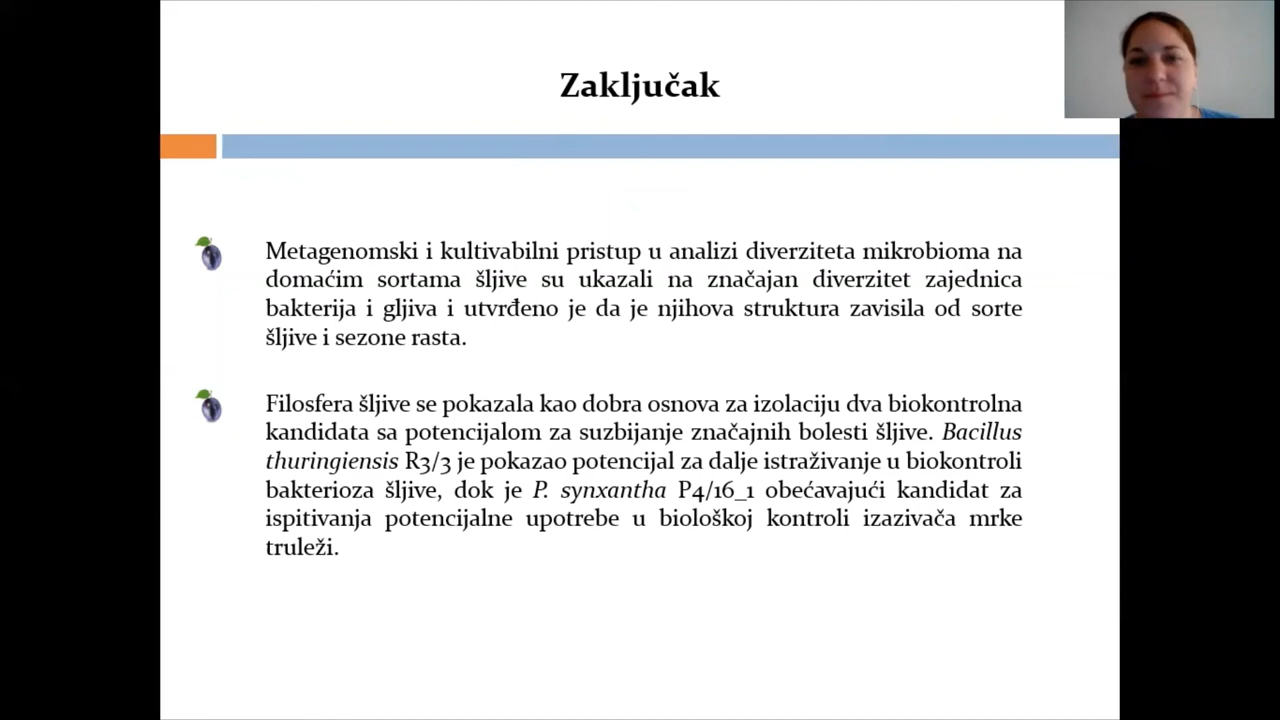 Zaključak
Metagenomski i kultivabilni pristup u analizi diverziteta mikrobioma na
domaćim sortama šljive su ukazali na značajan diverzitet zajednica
bakterija i gljiva i utvrđeno je da je njihova struktura zavisila od sorte
šljive i sezone rasta.
Filosfera šljive se pokazala kao dobra osnova za izolaciju dva biokontrolna
kandidata sa potencijalom za suzbijanje značajnih bolesti šljive. Bacillus
thuringiensis R3/3 je pokazao potencijal za dalje istraživanje u biokontroli
bakterioza šljive, dok je P. synxantha P4/16_1 obećavajući kandidat za
ispitivanja potencijalne upotrebe u biološkoj kontroli izazivača mrke
truleži.